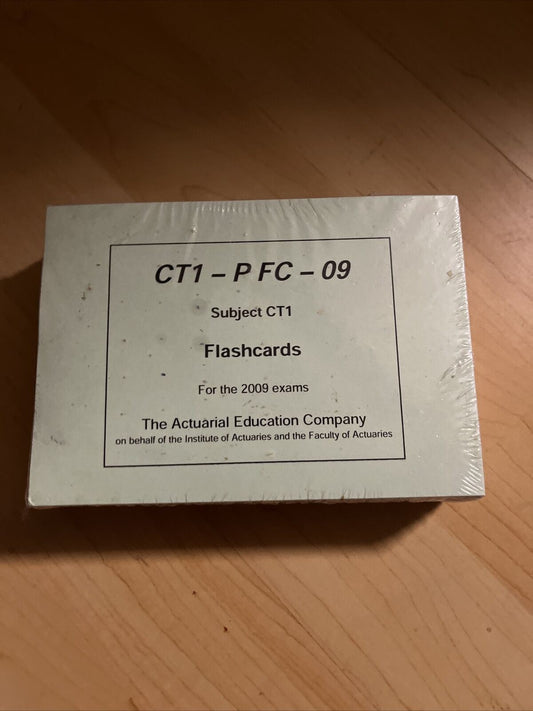 CT1 – P FC – 09
Subject CT1
Flashcards
For the 2009 exams
The Actuarial Education Company
on behalf of the Institute of Actuaries and the Faculty of Actuaries